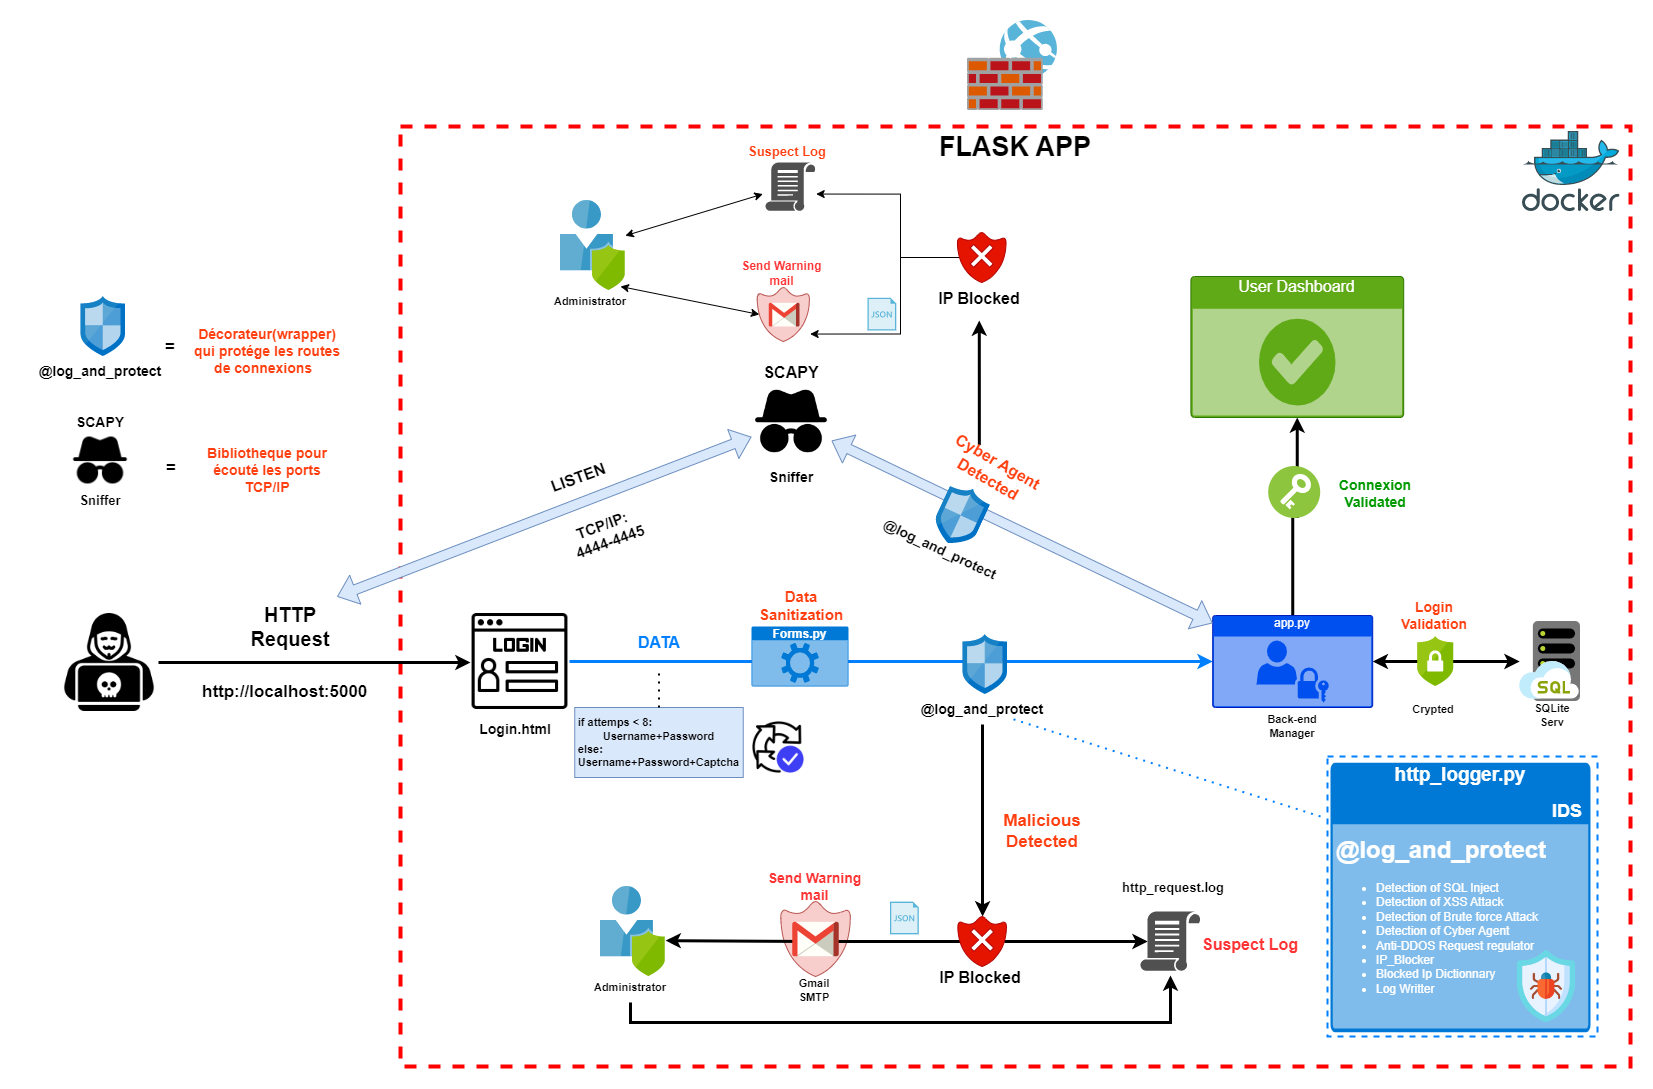 FLASK APP
docker
Suspect Log
Administrator
Send Warning
mail
JSON
IP Blocked
User Dashboard
@log_and_protect
=
Décorateur(wrapper)
qui protége les routes
de connexions
SCAPY
Sniffer
=
Bibliotheque pour
écouté les ports
TCP/IP
SCAPY
Sniffer
LISTEN
TCP/IP:
4444-4445
Cyber Agent
Detected
@log_and_protect
Connexion
Validated
HTTP
Request
http://localhost:5000
LOGIN
Login.html
DATA
if attemps < 8:
Username+Password
else:
Username+Password+Captcha
Data
Sanitization
Forms.py
@log_and_protect
app.py
Back-end
Manager
Login
Validation
Crypted
SQL
SQLite
Serv
Malicious
Detected
http_logger.py
IDS
@log_and_protect
• Detection of SQL Inject
• Detection of XSS Attack
• Detection of Brute force Attack
• Detection of Cyber Agent
• Anti-DDOS Request regulator
• IP_Blocker
• Blocked Ip Dictionnary
• Log Writter
Administrator
Send Warning
mail
Gmail
SMTP
JSON
IP Blocked
http_request.log
Suspect Log